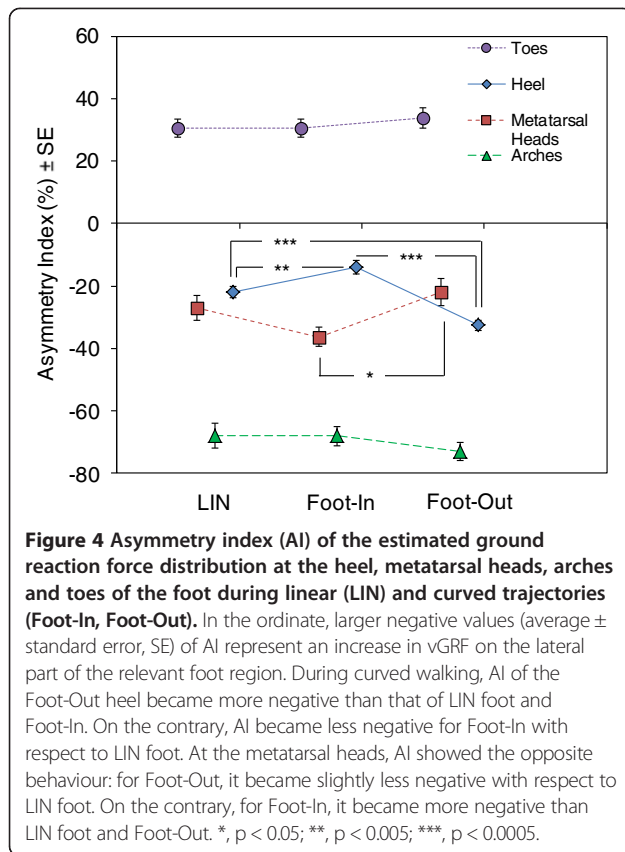 60
Toes
Heel
40
Metatarsal
Heads
Arches
20
0
***
**
***
-20
-40
*
-60
-80
Asymmetry Index (%) ± SE
LIN
Foot-In
Foot-Out
Figure 4 Asymmetry index (AI) of the estimated ground
reaction force distribution at the heel, metatarsal heads, arches
and toes of the foot during linear (LIN) and curved trajectories
(Foot-In, Foot-Out). In the ordinate, larger negative values (average ±
standard error, SE) of AI represent an increase in vGRF on the lateral
part of the relevant foot region. During curved walking, AI of the
Foot-Out heel became more negative than that of LIN foot and
Foot-In. On the contrary, AI became less negative for Foot-In with
respect to LIN foot. At the metatarsal heads, AI showed the opposite
behaviour: for Foot-Out, it became slightly less negative with respect to
LIN foot. On the contrary, for Foot-In, it became more negative than
LIN foot and Foot-Out. *, p < 0.05; **, p < 0.005; ***, p < 0.0005.